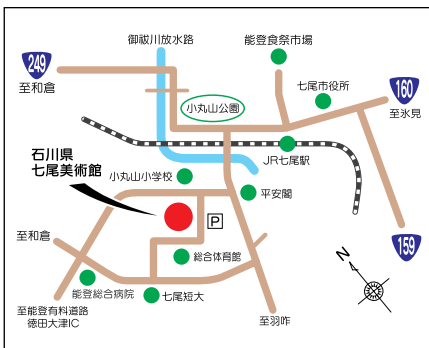 御祓川放水路
能登食祭市場
249
160
至和倉
七尾市役所
小丸山公園
至氷見
石川県
七尾美術館
JR七尾駅
小丸山小学校
平安閣
P
至和倉
159
総合体育館
N
能登総合病院
七尾短大
至能登有料道路
徳田大津IC
至羽咋